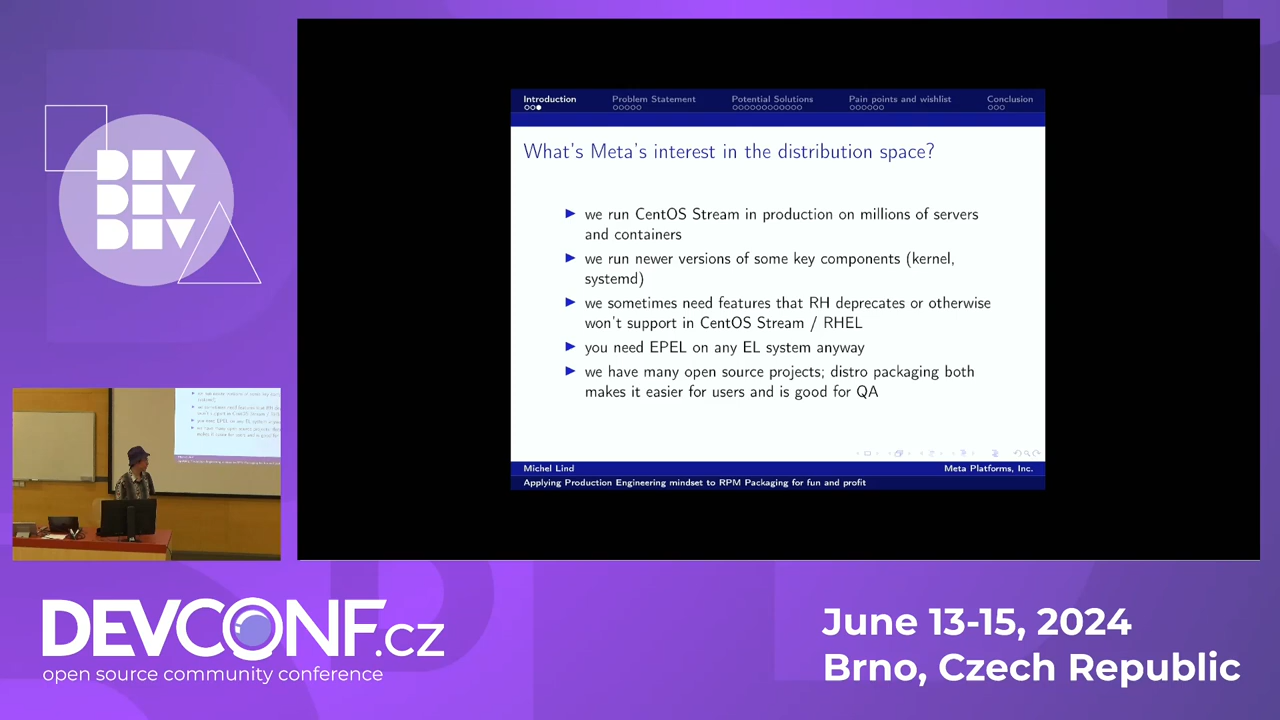 DEV
DEV
DEV
Introduction
Problem Statement
Potential Solutions
Pain points and wishlist
Conclusion
What's Meta's interest in the distribution space?
we run CentOS Stream in production on millions of servers
and containers
we run newer versions of some key components (kernel,
systemd)
we sometimes need features that RH deprecates or otherwise
won't support in CentOS Stream / RHEL
you need EPEL on any EL system anyway
we have many open source projects; distro packaging both
makes it easier for users and is good for QA
Michel Lind
Meta Platforms, Inc.
Applying Production Engineering mindset to RPM Packaging for fun and profit
DEVCONF.cz
open source community conference
June 13-15, 2024
Brno, Czech Republic